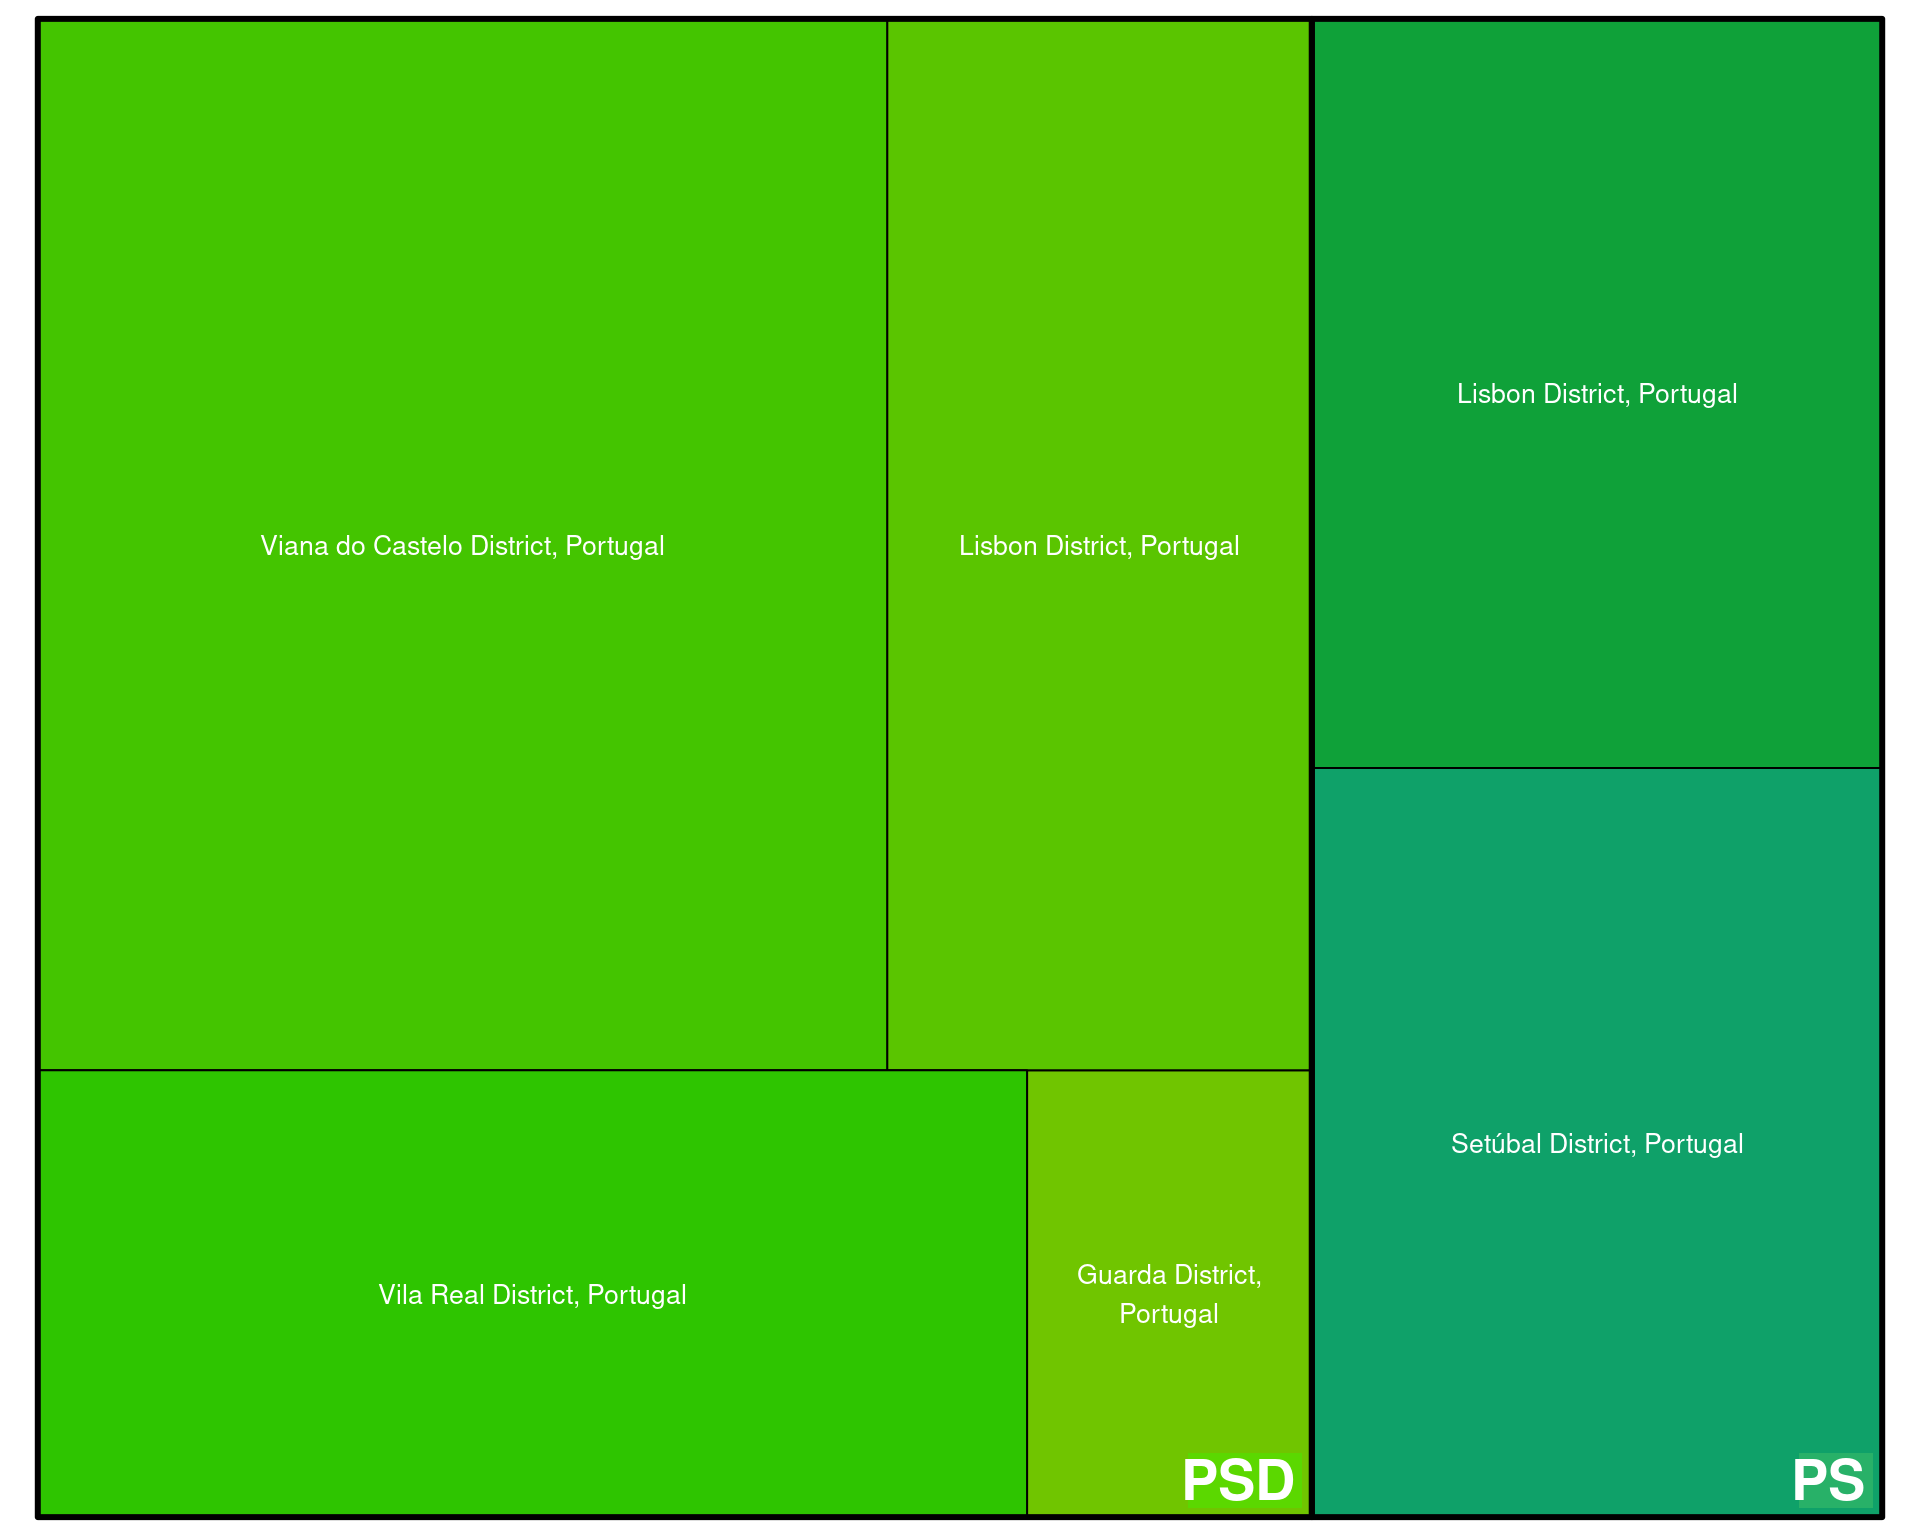 Viana do Castelo District, Portugal
Lisbon District, Portugal
Lisbon District, Portugal
Vila Real District, Portugal
Guarda District,
Portugal
Setúbal District, Portugal
PSD
PS